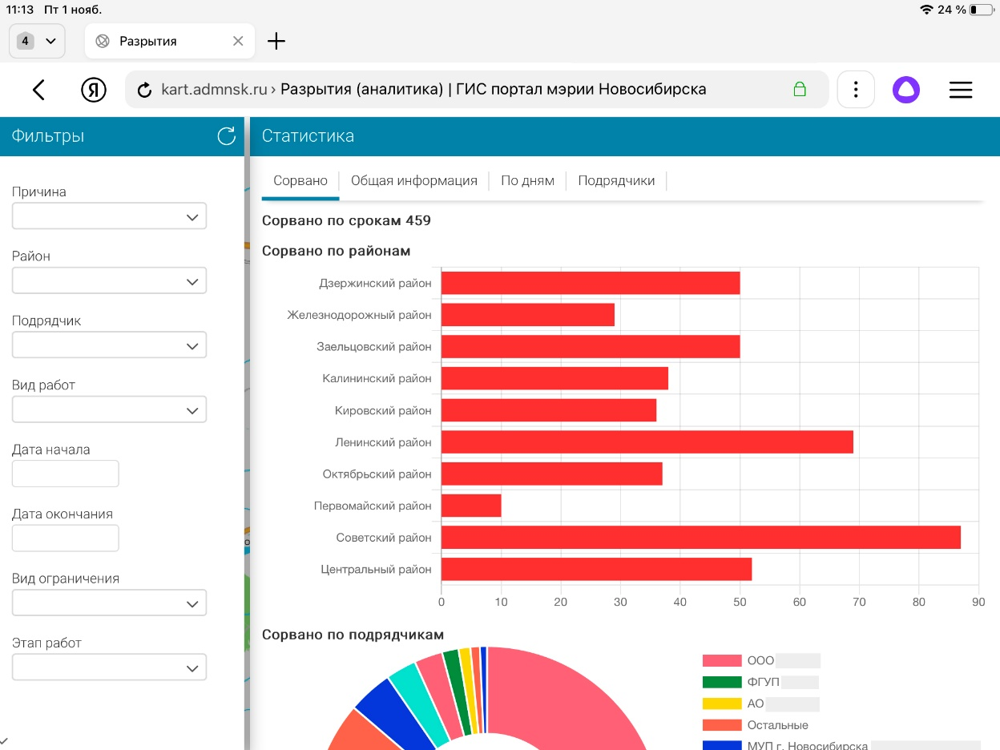 11:13 Пт 1 нояб.
24 %
4
Разрытия
Я
kart.admnsk.ru › Разрытия (аналитика) | ГИС портал мэрии Новосибирска
Фильтры
Причина
Район
Подрядчик
Вид работ
Дата начала
Дата окончания
Вид ограничения
Этап работ
Статистика
Сорвано
Общая информация
По дням
Подрядчики
Сорвано по срокам 459
Сорвано по районам
Дзержинский район
Железнодорожный район
Заельцовский район
Калининский район
Кировский район
Ленинский район
Октябрьский район
Первомайский район
Советский район
Центральный район
0 10 20 30 40 50 60 70 80 90
Сорвано по подрядчикам
ООО
ФГУП
АО
Остальные
МУП г. Новосибирска